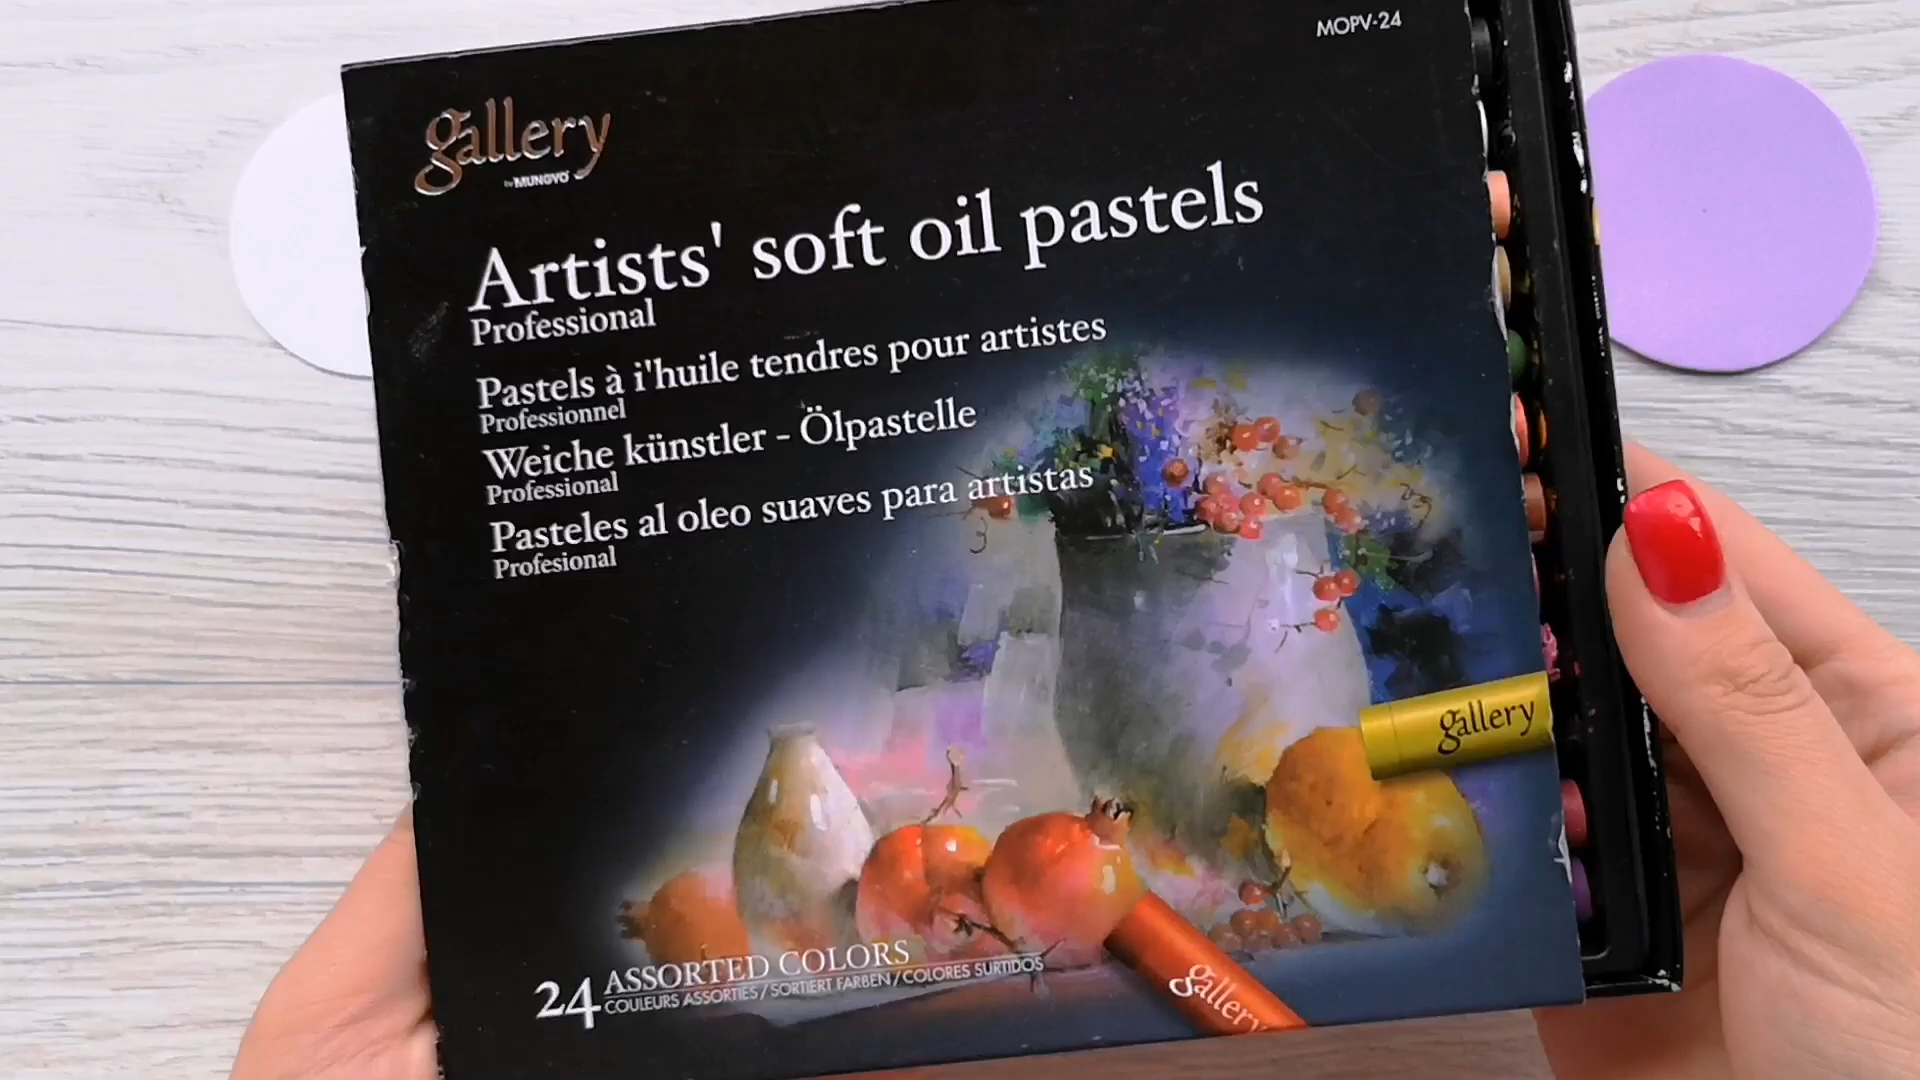 MOPV-24
gallery
by MUNGYO
Artists' soft oil pastels
Professional
Pastels à i'huile tendres pour artistes
Professionnel
Weiche künstler - Ölpastelle
Professional
Pasteles al oleo suaves para artistas
Profesional
gallery
24 ASSORTED COLORS
COULEURS ASSORTIES / SORTIERT FARBEN / COLORES SURTIDOS
gallery